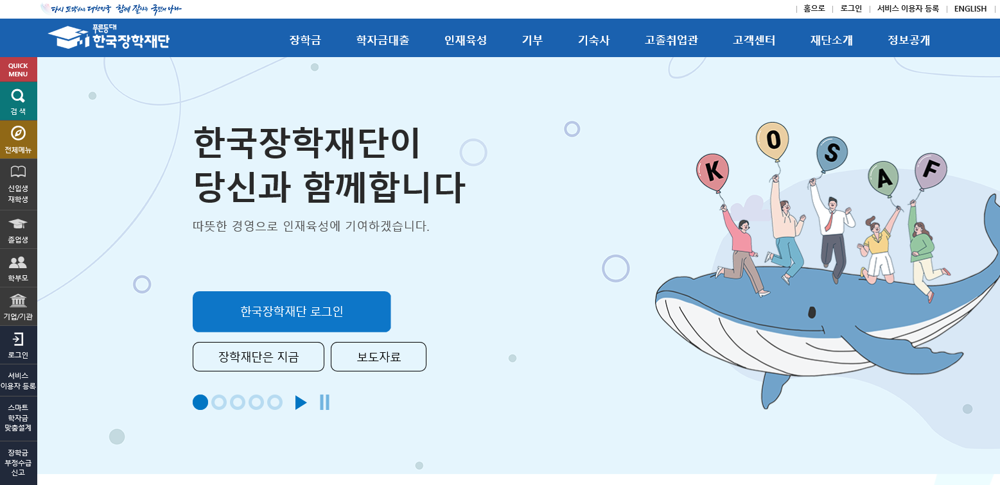 다시 도약하는 대한민국 함께 잘사는 국민의 나라
홈으로 로그인 서비스 이용자 등록 ENGLISH
푸른등대
한국장학재단
장학금 학자금대출 인재육성 기부 기숙사 고졸취업관 고객센터 재단소개 정보공개
QUICK
MENU
검 색
전체메뉴
신입생
재학생
졸업생
학부모
기업/기관
로그인
서비스
이용자 등록
스마트
학자금
맞춤설계
장학금
부정수급
신고
한국장학재단이
당신과 함께합니다
따뜻한 경영으로 인재육성에 기여하겠습니다.
한국장학재단 로그인
장학재단은 지금 보도자료
K O S A F